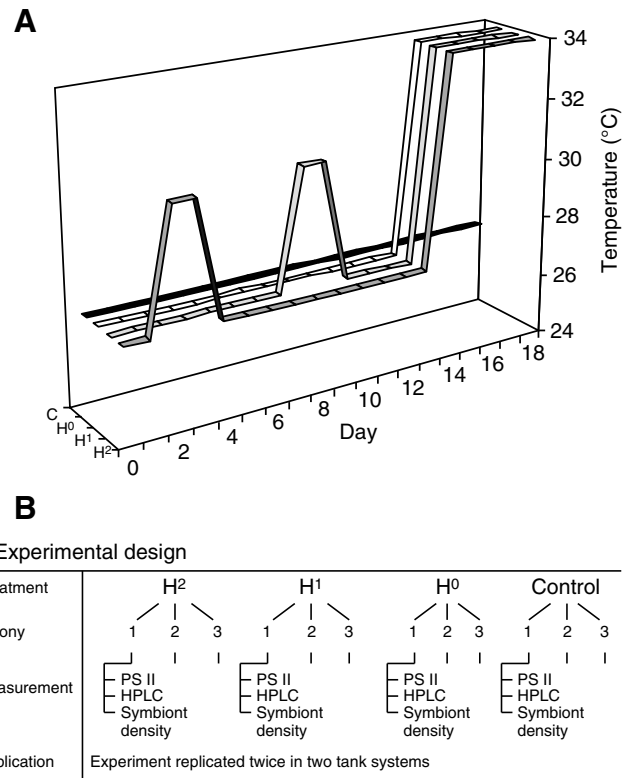 A
34
32
30
28
26
24
Temperature (°C)
C
H⁰
H¹
H²
0
2
4
6
8
10
12
14
16
18
Day
B
Experimental design
atment
H²
H¹
H⁰
Control
ony
1 2 3
1 2 3
1 2 3
1 2 3
asurement
PS II
HPLC
Symbiont
density
PS II
HPLC
Symbiont
density
PS II
HPLC
Symbiont
density
PS II
HPLC
Symbiont
density
plication
Experiment replicated twice in two tank systems